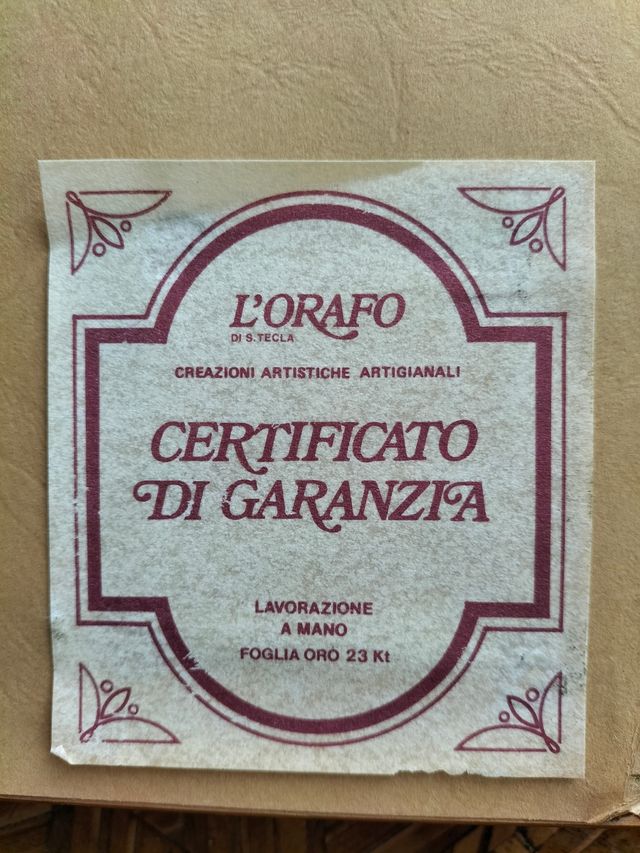 L'ORAFO
DI S. TECLA
CREAZIONI ARTISTICHE ARTIGIANALI
CERTIFICATO
DI GARANZIA
LAVORAZIONE
A MANO
FOGLIA ORO 23 Kt